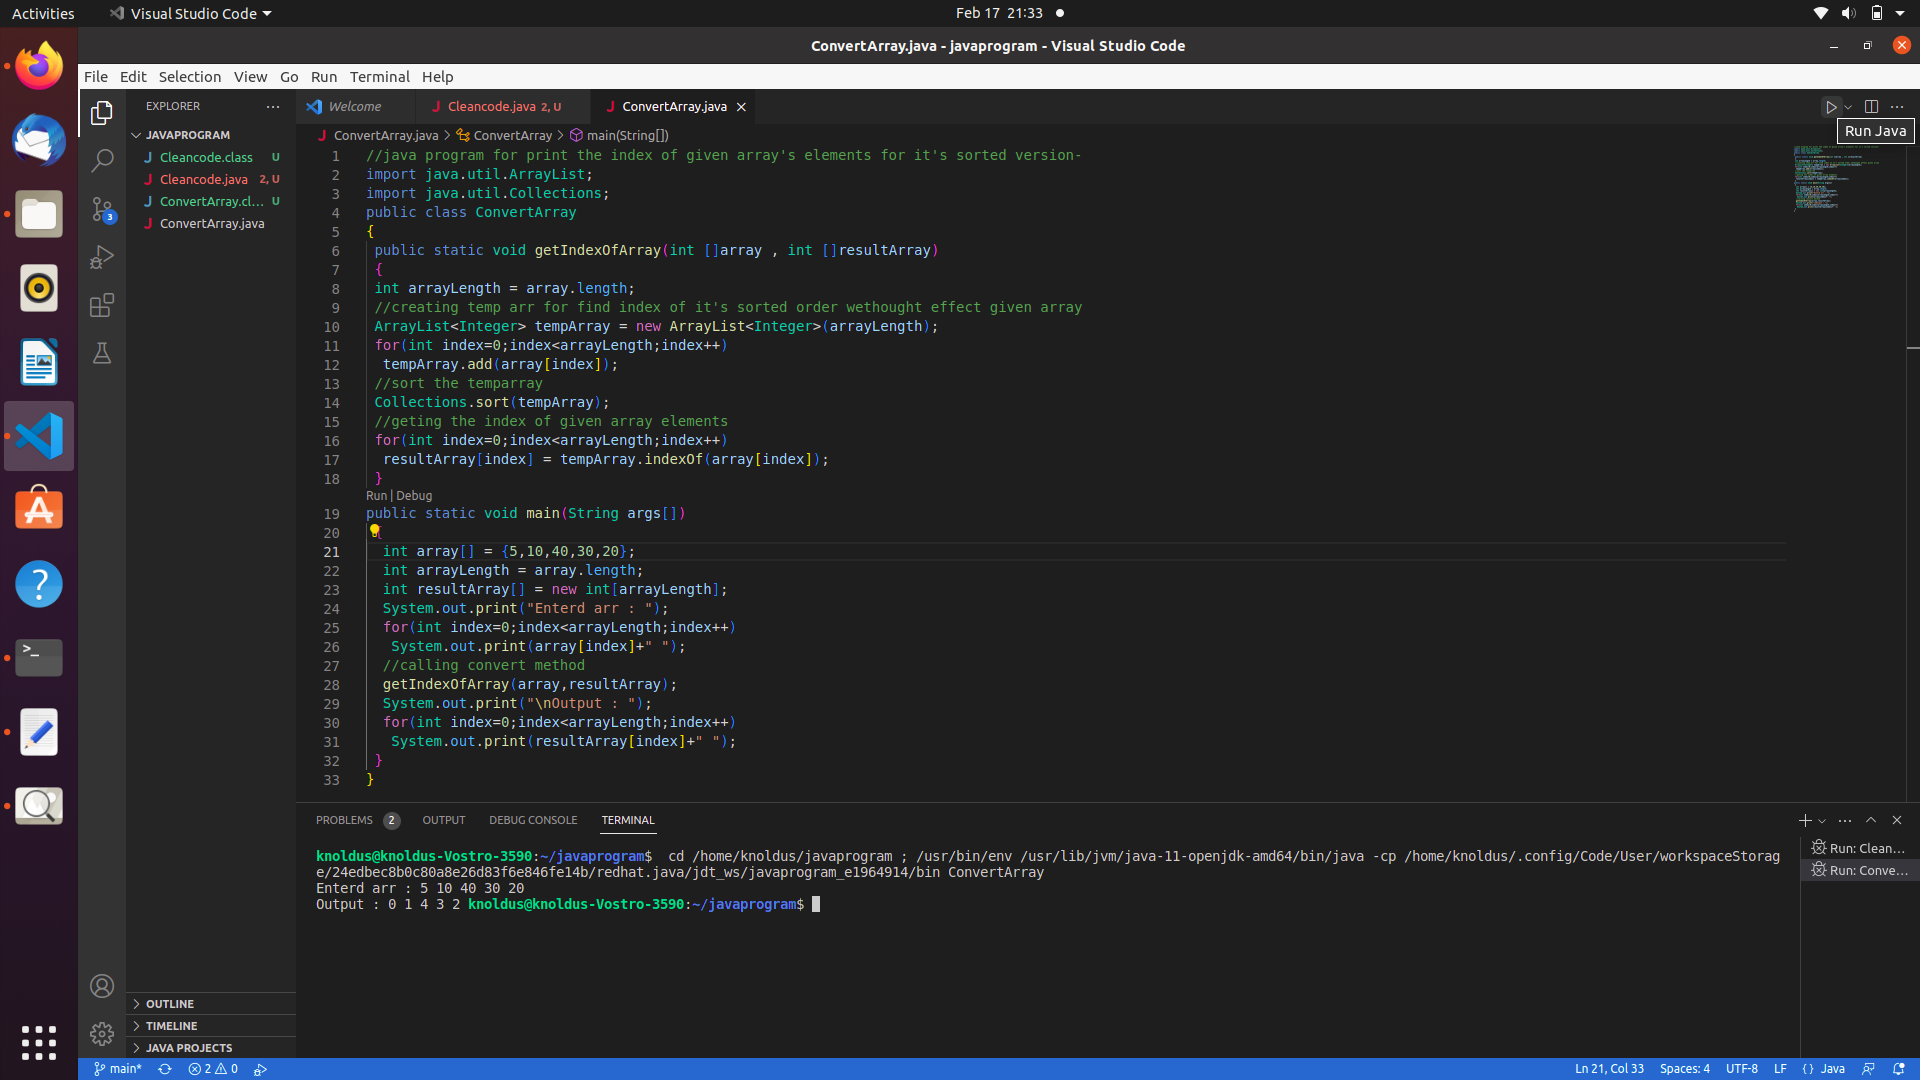 Activities
Visual Studio Code
Feb 17 21:33
ConvertArray.java - javaprogram - Visual Studio Code
File Edit Selection View Go Run Terminal Help
EXPLORER
Welcome
Cleancode.java 2, U
ConvertArray.java
Run Java
JAVAPROGRAM
Cleancode.class U
Cleancode.java 2, U
ConvertArray.cl... U
ConvertArray.java
3
ConvertArray.java > ConvertArray > main(String[])
1 //java program for print the index of given array's elements for it's sorted version-
2 import java.util.ArrayList;
3 import java.util.Collections;
4 public class ConvertArray
5 {
6 public static void getIndexOfArray(int []array , int []resultArray)
7 {
8 int arrayLength = array.length;
9 //creating temp arr for find index of it's sorted order wethought effect given array
10 ArrayList<Integer> tempArray = new ArrayList<Integer>(arrayLength);
11 for(int index=0;index<arrayLength;index++)
12 tempArray.add(array[index]);
13 //sort the temparray
14 Collections.sort(tempArray);
15 //geting the index of given array elements
16 for(int index=0;index<arrayLength;index++)
17 resultArray[index] = tempArray.indexOf(array[index]);
18 }
Run | Debug
19 public static void main(String args[])
20 {
21 int array[] = {5,10,40,30,20};
22 int arrayLength = array.length;
23 int resultArray[] = new int[arrayLength];
24 System.out.print("Enterd arr : ");
25 for(int index=0;index<arrayLength;index++)
26 System.out.print(array[index]+" ");
27 //calling convert method
28 getIndexOfArray(array,resultArray);
29 System.out.print("\nOutput : ");
30 for(int index=0;index<arrayLength;index++)
31 System.out.print(resultArray[index]+" ");
32 }
33 }
PROBLEMS 2 OUTPUT DEBUG CONSOLE TERMINAL
knoldus@knoldus-Vostro-3590:~/javaprogram$ cd /home/knoldus/javaprogram ; /usr/bin/env /usr/lib/jvm/java-11-openjdk-amd64/bin/java -cp /home/knoldus/.config/Code/User/workspaceStorag
e/24edbec8b0c80a8e26d83f6e846fe14b/redhat.java/jdt_ws/javaprogram_e1964914/bin ConvertArray
Enterd arr : 5 10 40 30 20
Output : 0 1 4 3 2 knoldus@knoldus-Vostro-3590:~/javaprogram$
Run: Clean...
Run: Conve...
OUTLINE
TIMELINE
JAVA PROJECTS
main* 2 0
Ln 21, Col 33 Spaces: 4 UTF-8 LF {} Java